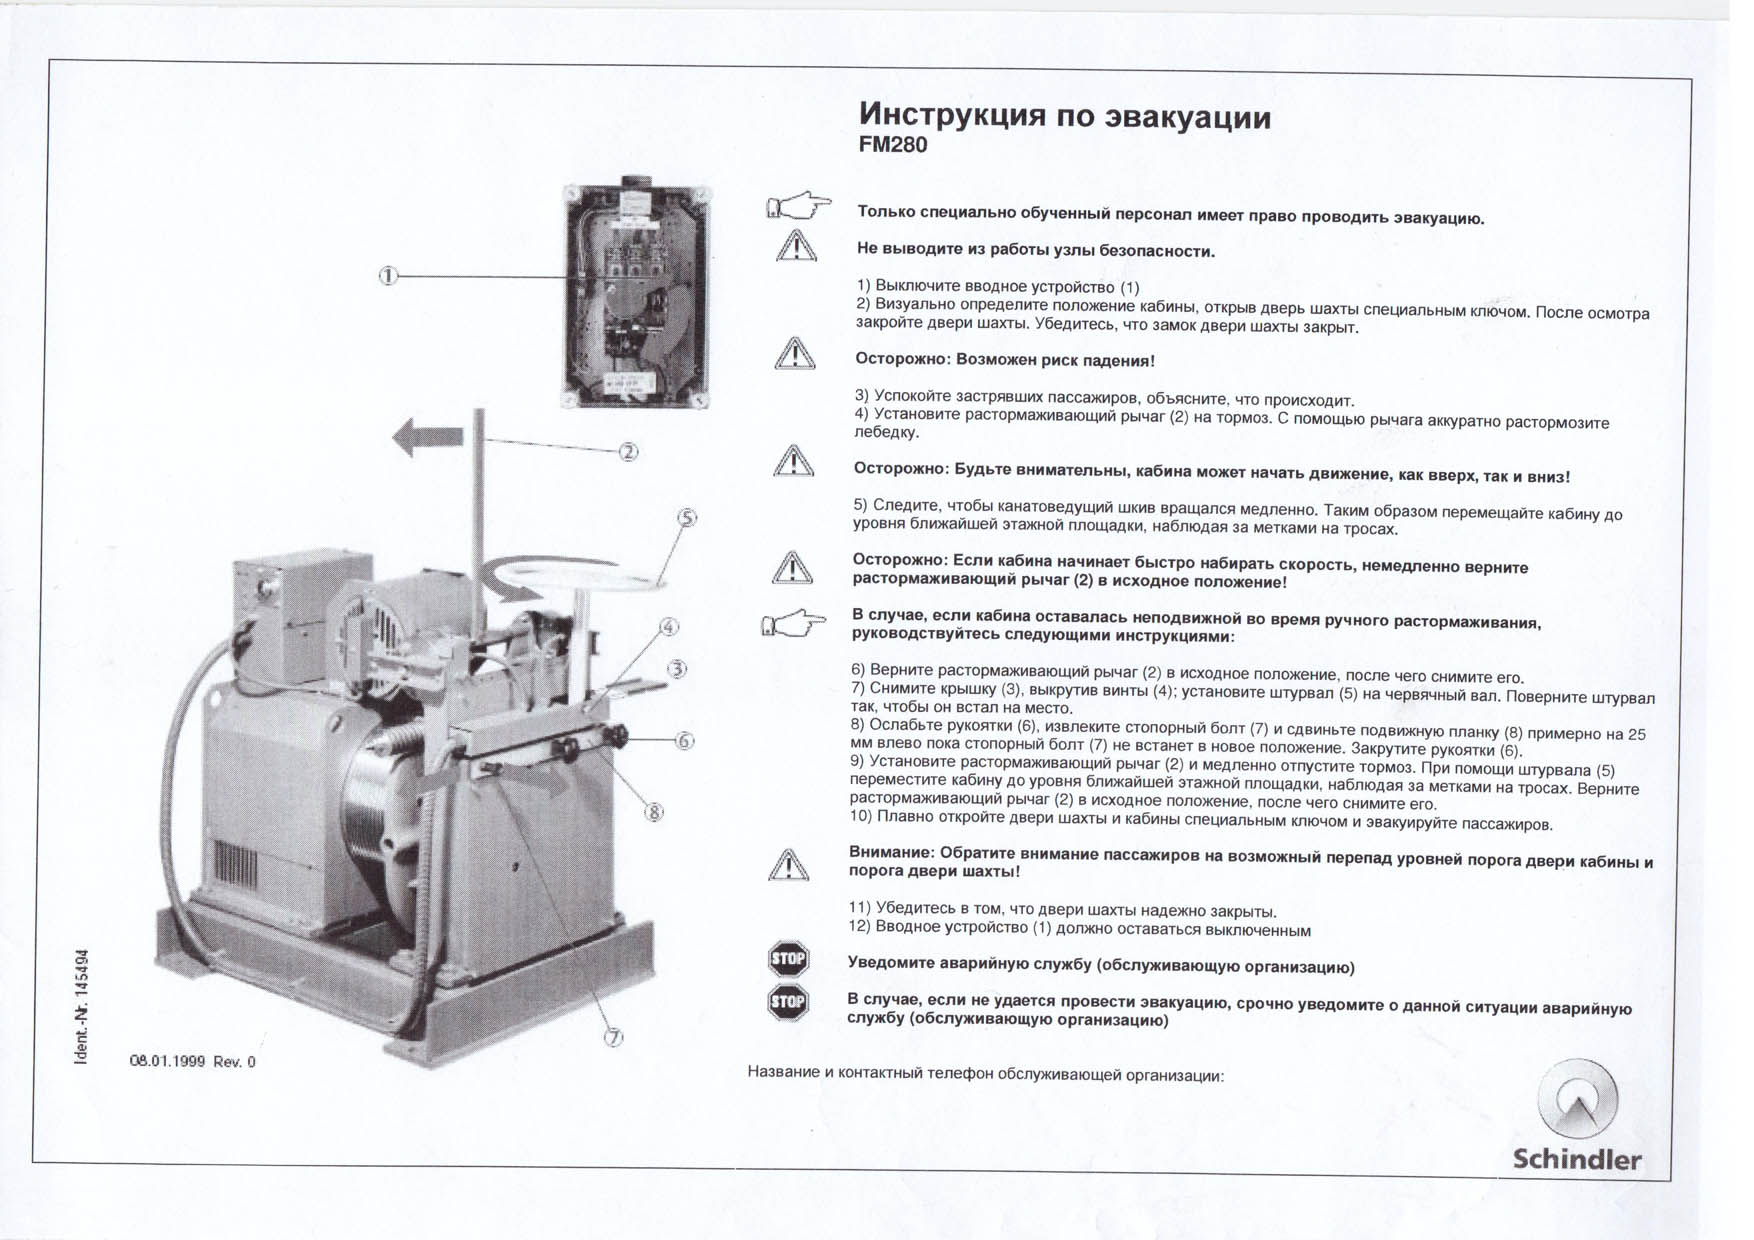 Инструкция по эвакуации
FM280
Только специально обученный персонал имеет право проводить эвакуацию.
Не выводите из работы узлы безопасности.
1) Выключите вводное устройство (1)
2) Визуально определите положение кабины, открыв дверь шахты специальным ключом. После осмотра
закройте двери шахты. Убедитесь, что замок двери шахты закрыт.
Осторожно: Возможен риск падения!
3) Успокойте застрявших пассажиров, объясните, что происходит.
4) Установите растормаживающий рычаг (2) на тормоз. С помощью рычага аккуратно растормозите
лебедку.
Осторожно: Будьте внимательны, кабина может начать движение, как вверх, так и вниз!
5) Следите, чтобы канатоведущий шкив вращался медленно. Таким образом перемещайте кабину до
уровня ближайшей этажной площадки, наблюдая за метками на тросах.
Осторожно: Если кабина начинает быстро набирать скорость, немедленно верните
растормаживающий рычаг (2) в исходное положение!
В случае, если кабина оставалась неподвижной во время ручного растормаживания,
руководствуйтесь следующими инструкциями:
6) Верните растормаживающий рычаг (2) в исходное положение, после чего снимите его.
7) Снимите крышку (3), выкрутив винты (4); установите штурвал (5) на червячный вал. Поверните штурвал
так, чтобы он встал на место.
8) Ослабьте рукоятки (6), извлеките стопорный болт (7) и сдвиньте подвижную планку (8) примерно на 25
мм влево пока стопорный болт (7) не встанет в новое положение. Закрутите рукоятки (6).
9) Установите растормаживающий рычаг (2) и медленно отпустите тормоз. При помощи штурвала (5)
переместите кабину до уровня ближайшей этажной площадки, наблюдая за метками на тросах. Верните
растормаживающий рычаг (2) в исходное положение, после чего снимите его.
10) Плавно откройте двери шахты и кабины специальным ключом и эвакуируйте пассажиров.
Внимание: Обратите внимание пассажиров на возможный перепад уровней порога двери кабины и
порога двери шахты!
11) Убедитесь в том, что двери шахты надежно закрыты.
12) Вводное устройство (1) должно оставаться выключенным
STOP
Уведомите аварийную службу (обслуживающую организацию)
STOP
В случае, если не удается провести эвакуацию, срочно уведомите о данной ситуации аварийную
службу (обслуживающую организацию)
Название и контактный телефон обслуживающей организации:
Schindler
1
2
5
4
3
6
8
7
Ident.-Nr. 145494
08.01.1999 Rev. 0